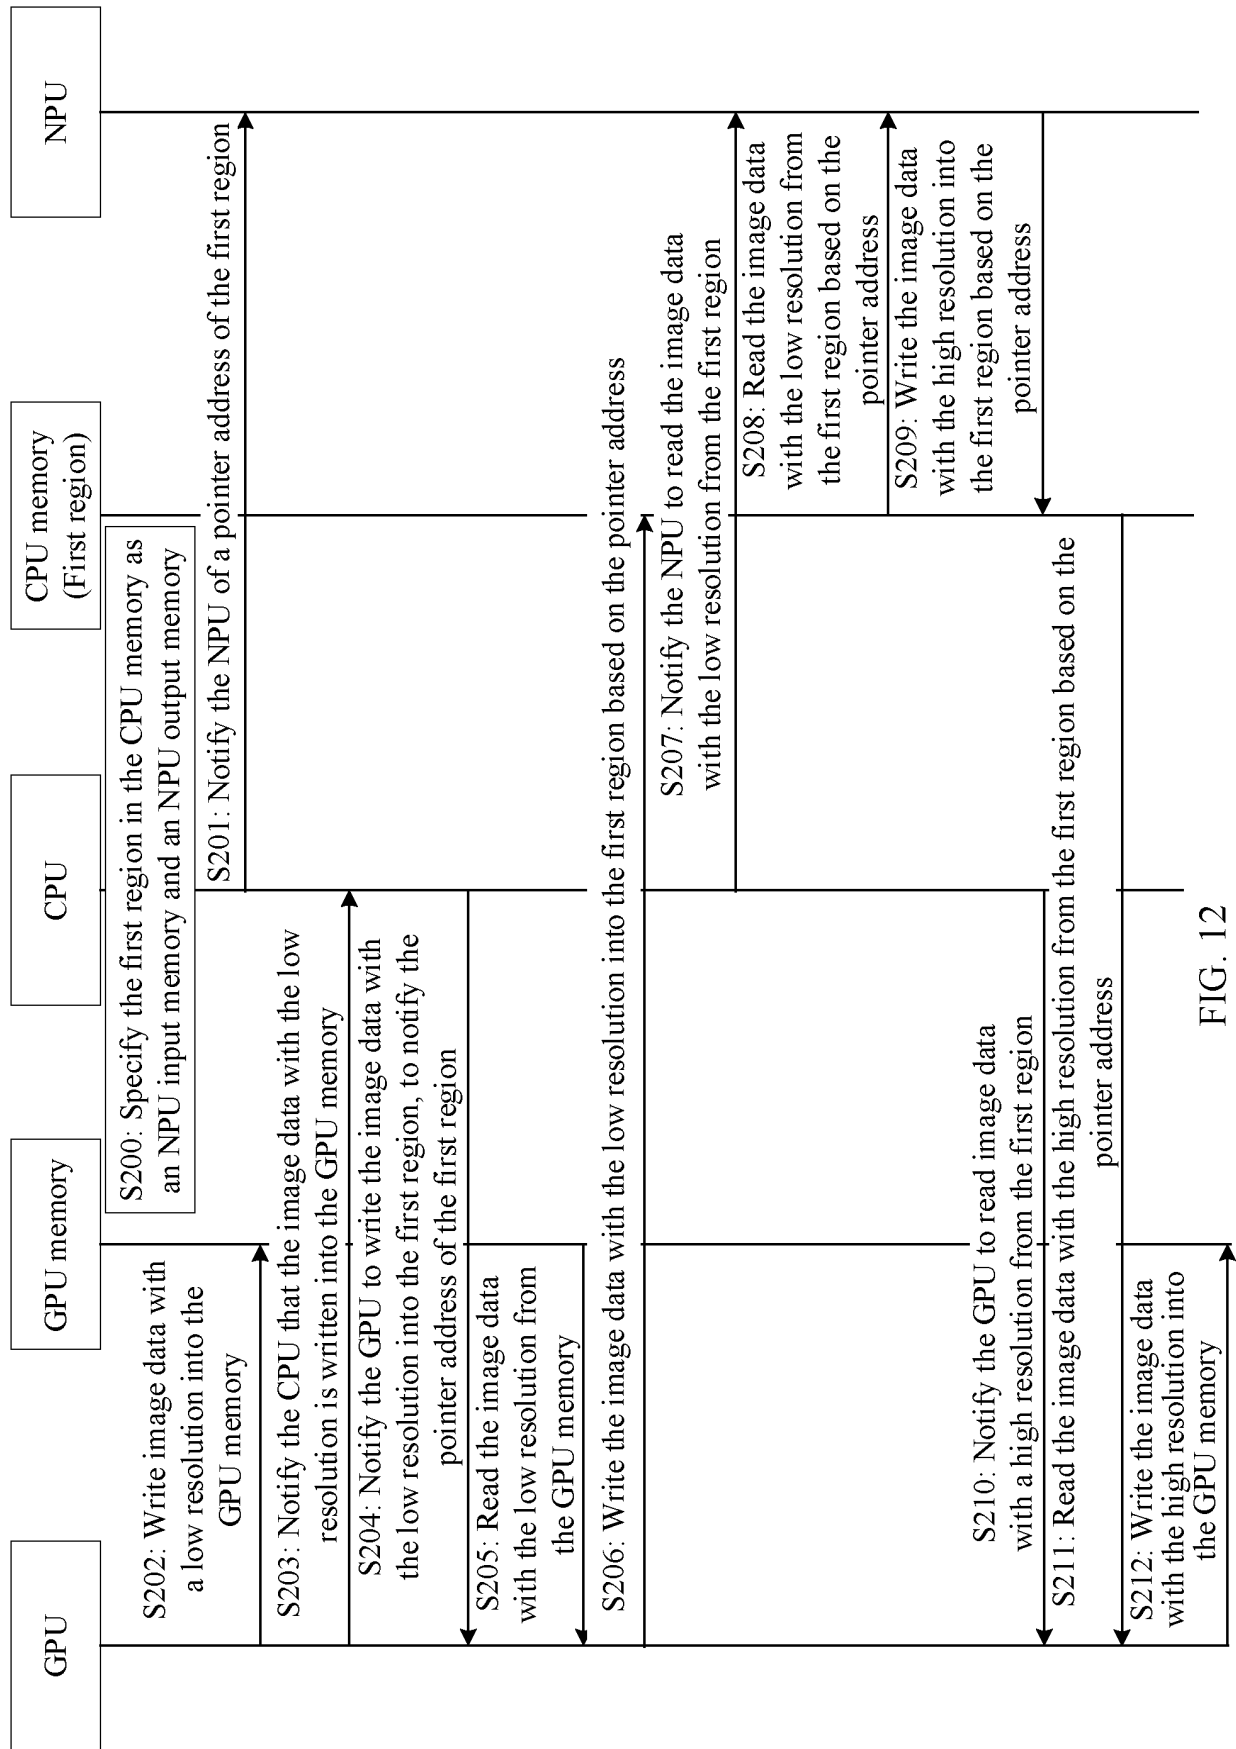 GPU
GPU memory
CPU
CPU memory
(First region)
NPU
S200: Specify the first region in the CPU memory as
an NPU input memory and an NPU output memory
S201: Notify the NPU of a pointer address of the first region
S202: Write image data with
a low resolution into the
GPU memory
S203: Notify the CPU that the image data with the low
resolution is written into the GPU memory
S204: Notify the GPU to write the image data with
the low resolution into the first region, to notify the
pointer address of the first region
S205: Read the image data
with the low resolution from
the GPU memory
S206: Write the image data with the low resolution into the first region based on the pointer address
S207: Notify the NPU to read the image data
with the low resolution from the first region
S208: Read the image data
with the low resolution from
the first region based on the
pointer address
S209: Write the image data
with the high resolution into
the first region based on the
pointer address
S210: Notify the GPU to read image data
with a high resolution from the first region
S211: Read the image data with the high resolution from the first region based on the
pointer address
S212: Write the image data
with the high resolution into
the GPU memory
FIG. 12